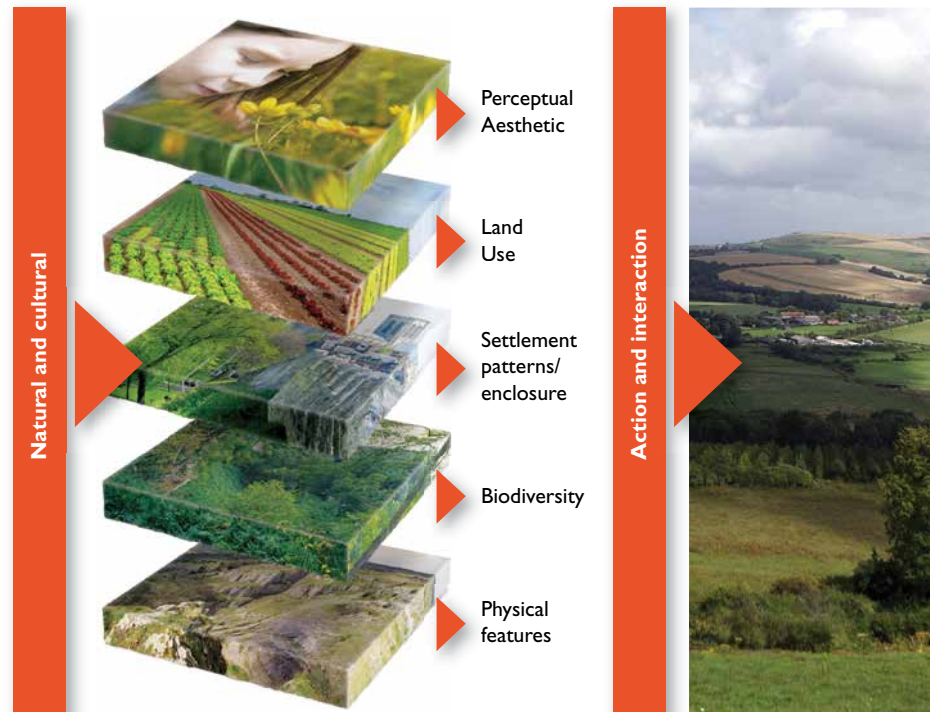 Natural and cultural
Perceptual
Aesthetic
Land
Use
Settlement
patterns/
enclosure
Biodiversity
Physical
features
Action and interaction